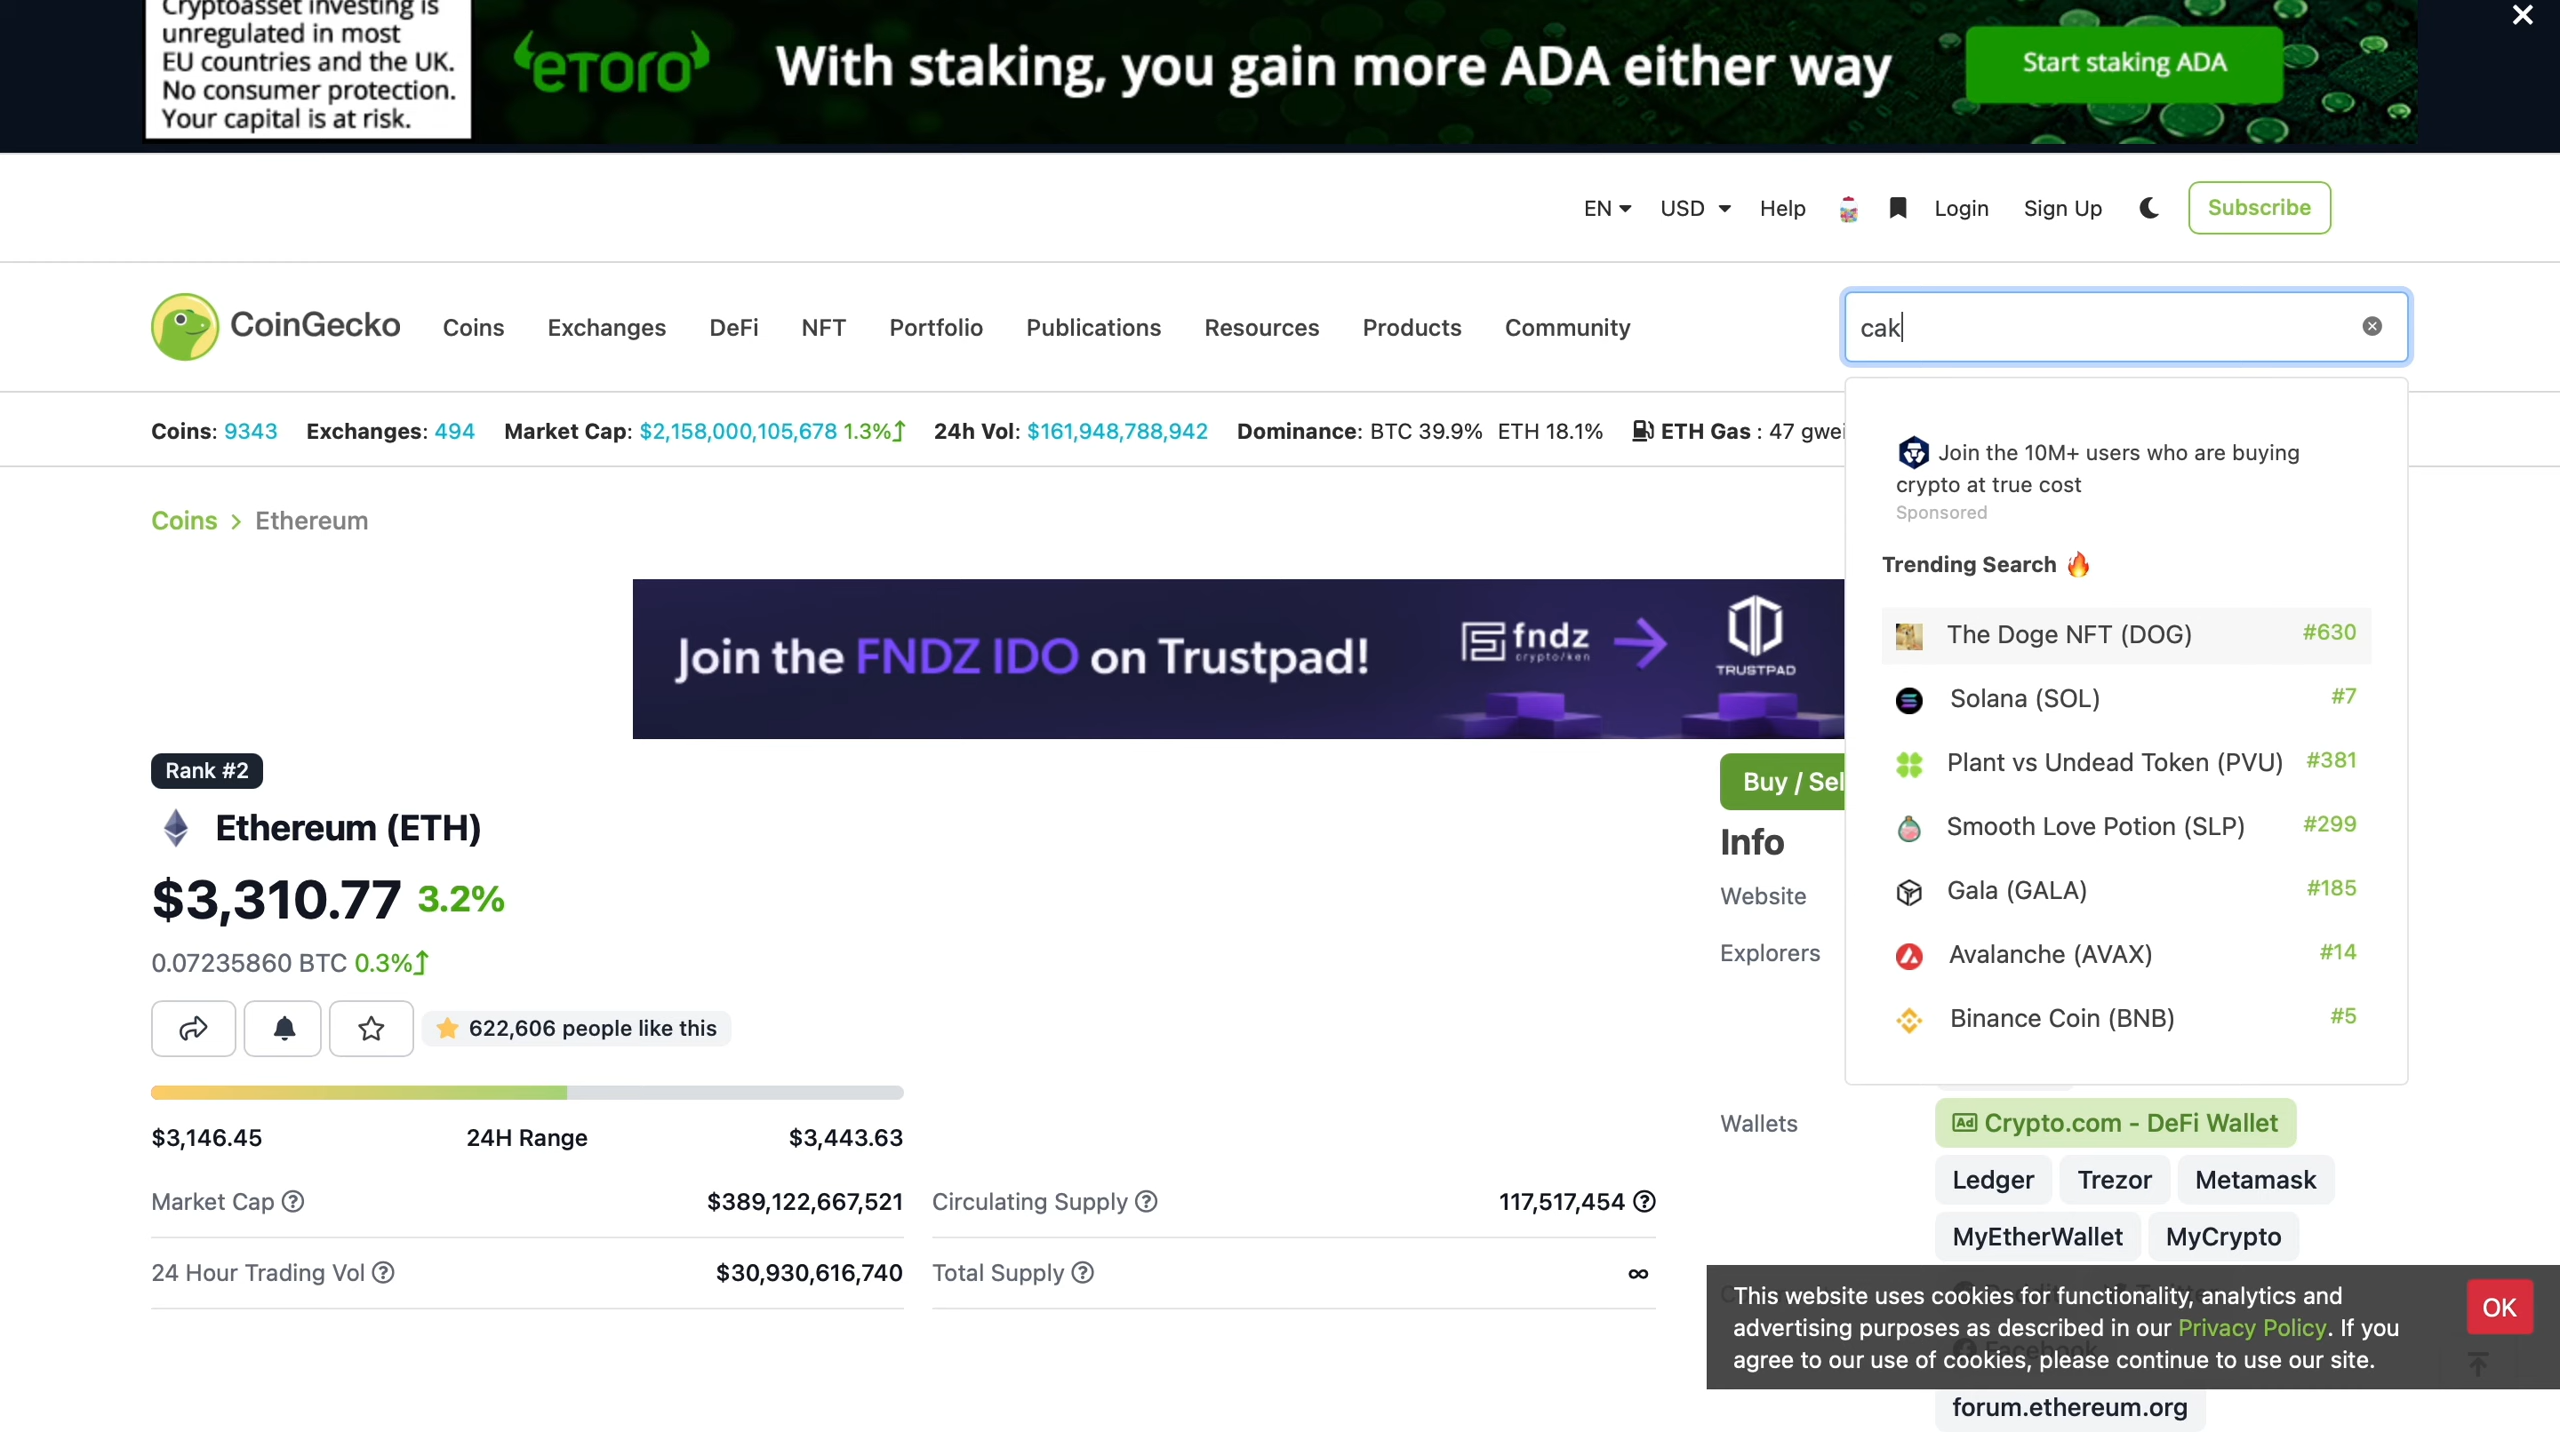 Cryptoasset investing is
unregulated in most
EU countries and the UK.
No consumer protection.
Your capital is at risk.
eToro
With staking, you gain more ADA either way
Start staking ADA
EN
USD
Help
Login
Sign Up
Subscribe
CoinGecko
Coins
Exchanges
DeFi
NFT
Portfolio
Publications
Resources
Products
Community
cak
Coins: 9343 Exchanges: 494 Market Cap: $2,158,000,105,678 1.3% 24h Vol: $161,948,788,942 Dominance: BTC 39.9% ETH 18.1% ETH Gas : 47 gwei
Join the 10M+ users who are buying
crypto at true cost
Sponsored
Trending Search
The Doge NFT (DOG) #630
Solana (SOL) #7
Plant vs Undead Token (PVU) #381
Smooth Love Potion (SLP) #299
Gala (GALA) #185
Avalanche (AVAX) #14
Binance Coin (BNB) #5
Coins > Ethereum
Join the FNDZ IDO on Trustpad!
fndz
crypto/ken
TRUSTPAD
Rank #2
Ethereum (ETH)
$3,310.77 3.2%
0.07235860 BTC 0.3%
622,606 people like this
$3,146.45 24H Range $3,443.63
Market Cap $389,122,667,521
24 Hour Trading Vol $30,930,616,740
Circulating Supply 117,517,454
Total Supply ∞
Buy / Sel
Info
Website
Explorers
Wallets
Ad Crypto.com - DeFi Wallet
Ledger Trezor Metamask
MyEtherWallet MyCrypto
This website uses cookies for functionality, analytics and
advertising purposes as described in our Privacy Policy. If you
agree to our use of cookies, please continue to use our site.
OK
Facebook
forum.ethereum.org